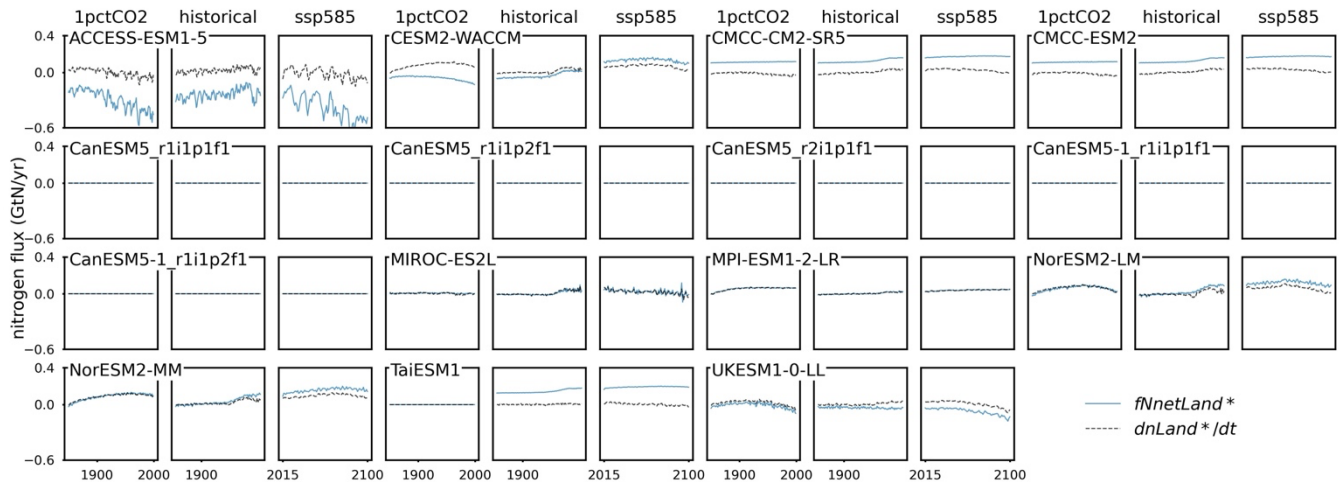 1pctCO2 historical ssp585 1pctCO2 historical ssp585 1pctCO2 historical ssp585 1pctCO2 historical ssp585
0.4 ACCESS-ESM1-5 CESM2-WACCM CMCC-CM2-SR5 CMCC-ESM2
0.0
−0.6
0.4 CanESM5_r1i1p1f1 CanESM5_r1i1p2f1 CanESM5_r2i1p1f1 CanESM5-1_r1i1p1f1
0.0
−0.6
nitrogen flux (GtN/yr)
0.4 CanESM5-1_r1i1p2f1 MIROC-ES2L MPI-ESM1-2-LR NorESM2-LM
0.0
−0.6
0.4 NorESM2-MM TaiESM1 UKESM1-0-LL
0.0
−0.6
fNnetLand*
dnLand*/dt
1900 2000 1900 2015 2100 1900 2000 1900 2015 2100 1900 2000 1900 2015 2100